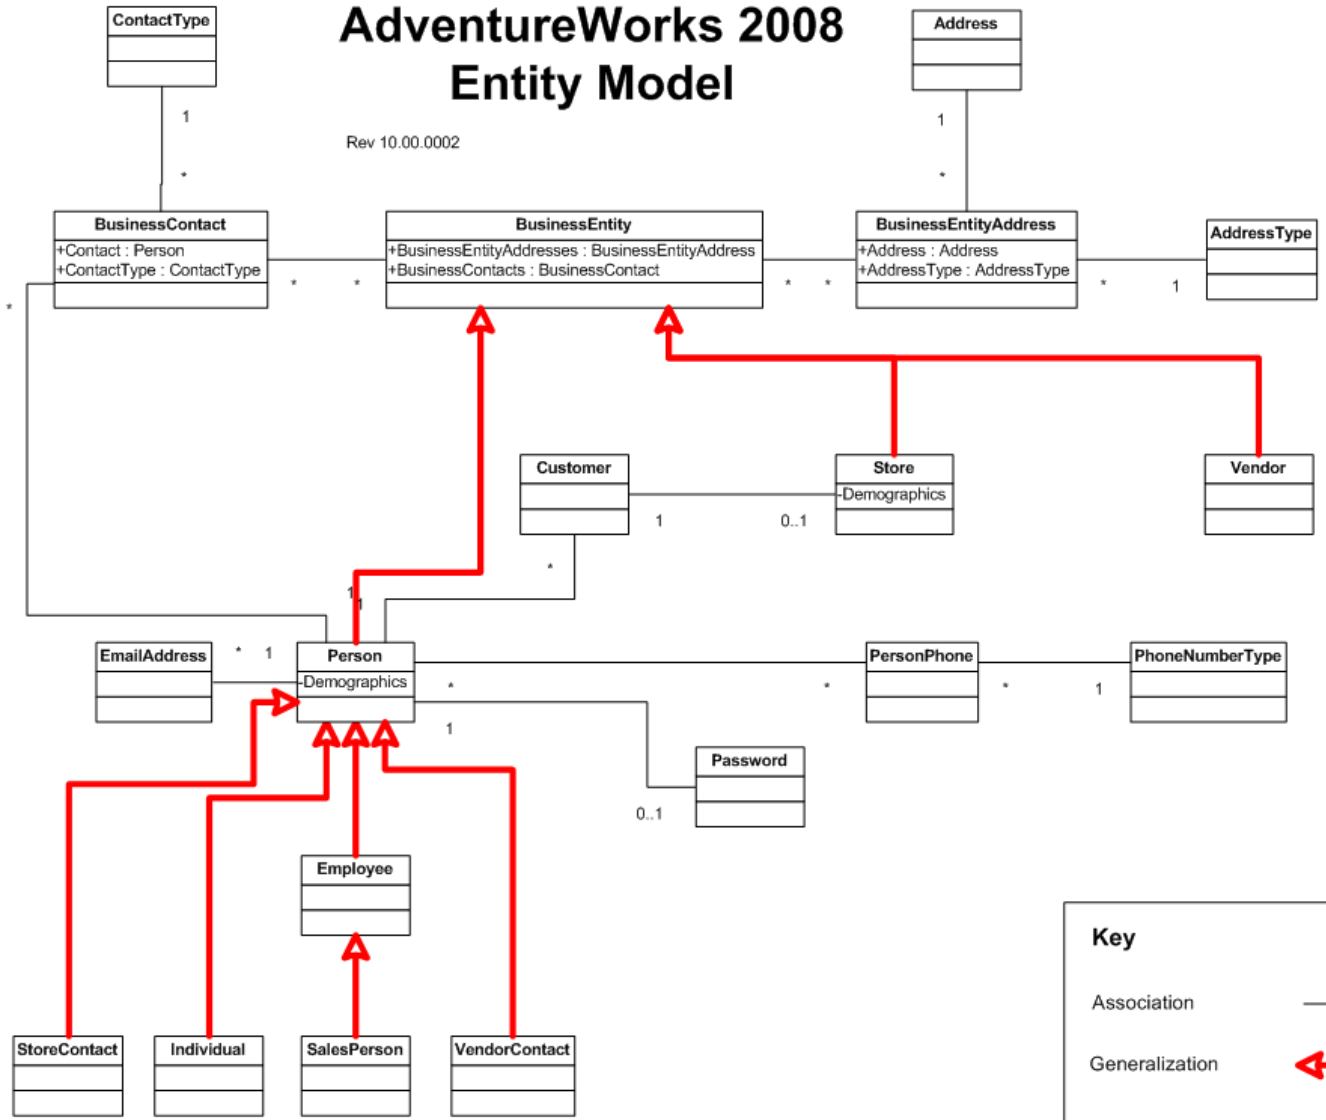 ContactType
AdventureWorks 2008
Entity Model
Address
Rev 10.00.0002
1
*
1
*
BusinessContact
+Contact : Person
+ContactType : ContactType
BusinessEntity
+BusinessEntityAddresses : BusinessEntityAddress
+BusinessContacts : BusinessContact
BusinessEntityAddress
+Address : Address
+AddressType : AddressType
AddressType
*
*
*
*
*
*
1
Customer
Store
-Demographics
Vendor
1
0..1
*
1
1
EmailAddress
*
1
Person
-Demographics
PersonPhone
PhoneNumberType
*
*
*
1
1
Password
0..1
Employee
StoreContact
Individual
SalesPerson
VendorContact
Key
Association
Generalization